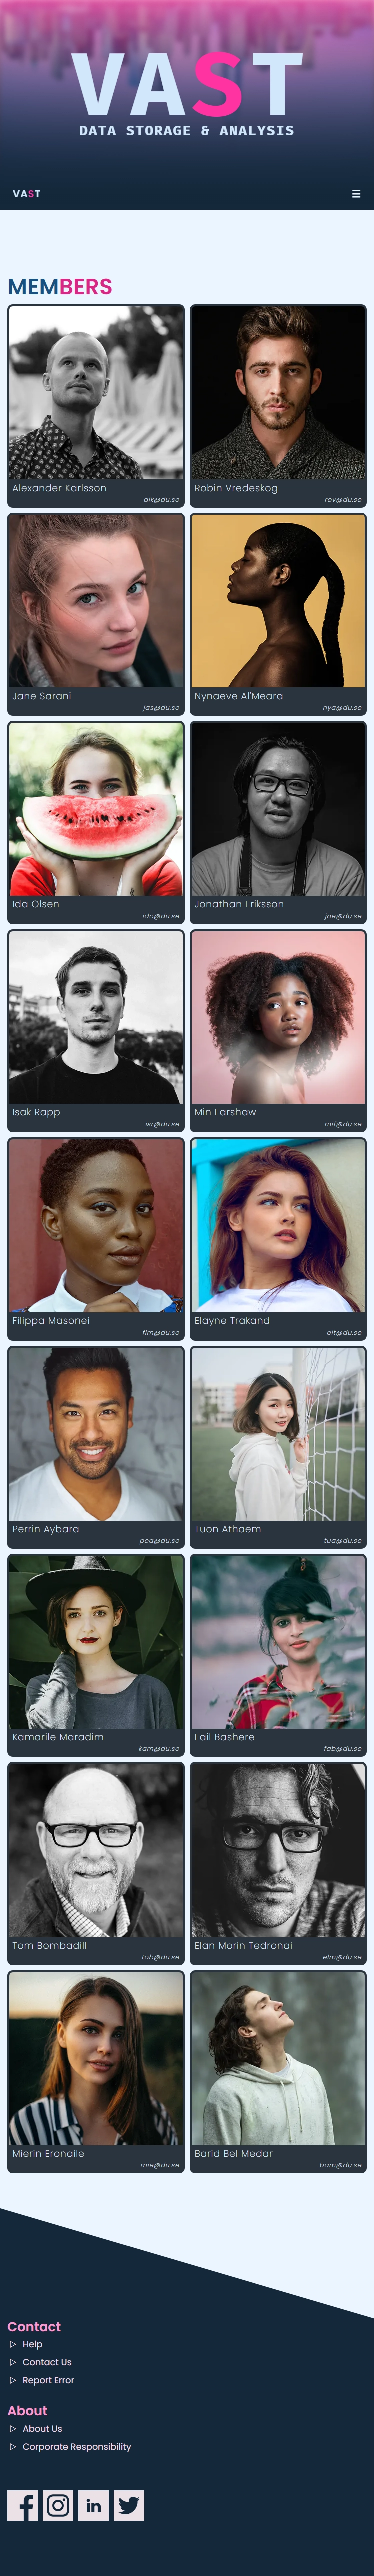 VAST
DATA STORAGE & ANALYSIS
VAST
MEMBERS
Alexander Karlsson
alk@du.se
Robin Vredeskog
rov@du.se
Jane Sarani
jas@du.se
Nynaeve Al'Meara
nya@du.se
Ida Olsen
ido@du.se
Jonathan Eriksson
joe@du.se
Isak Rapp
isr@du.se
Min Farshaw
mif@du.se
Filippa Masonei
fim@du.se
Elayne Trakand
elt@du.se
Perrin Aybara
pea@du.se
Tuon Athaem
tua@du.se
Kamarile Maradim
kam@du.se
Fail Bashere
fab@du.se
Tom Bombadill
tob@du.se
Elan Morin Tedronai
elm@du.se
Mierin Eronaile
mie@du.se
Barid Bel Medar
bam@du.se
Contact
Help
Contact Us
Report Error
About
About Us
Corporate Responsibility
in